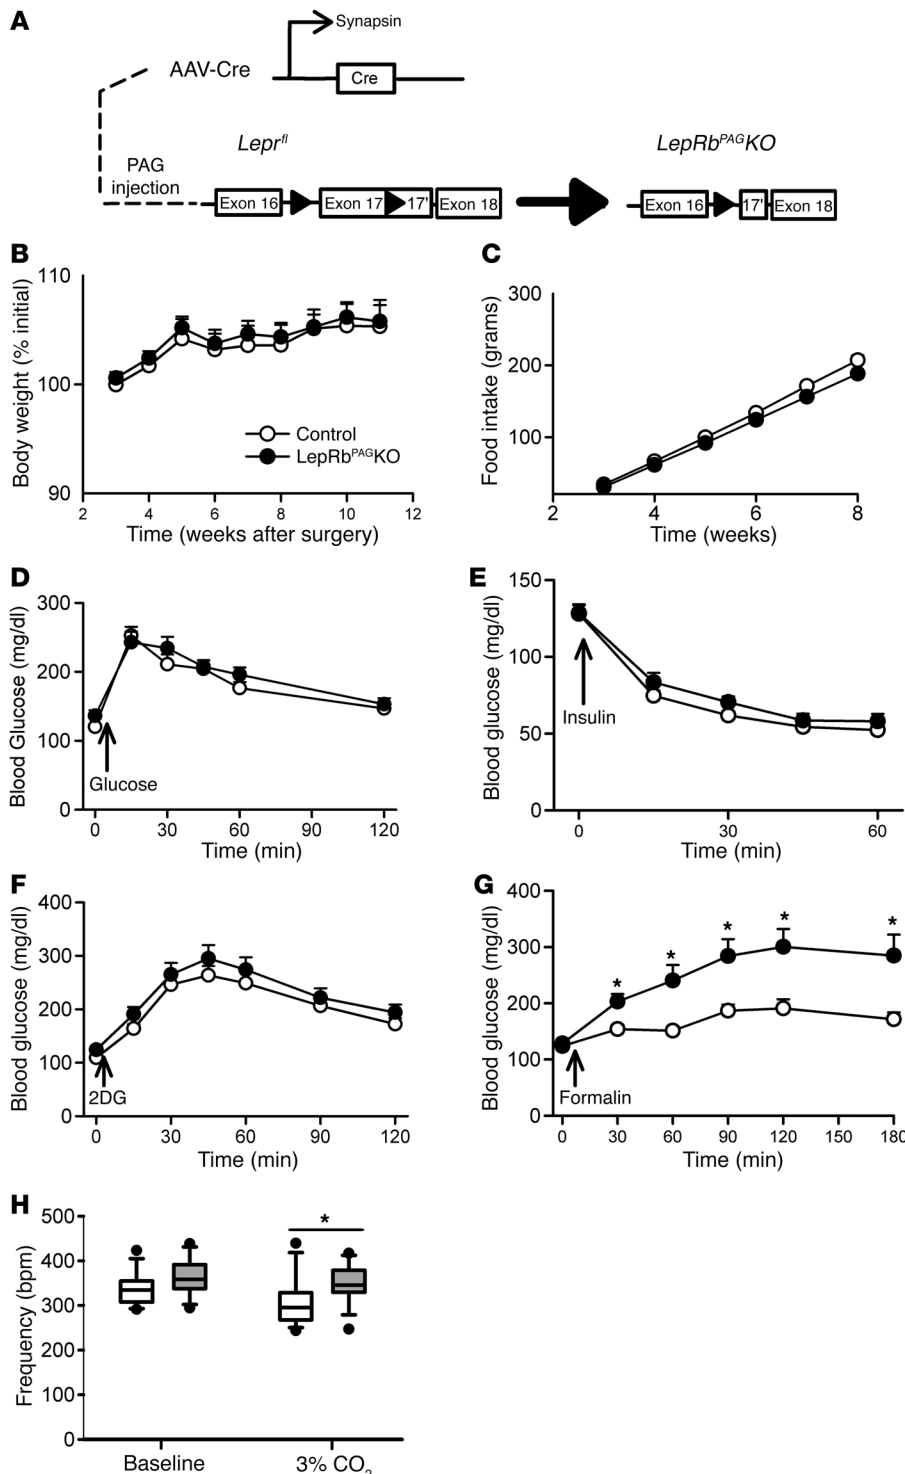 A
Synapsin
AAV-Cre
Cre
Lepr^fl
LepRb^PAG KO
PAG
injection
Exon 16
Exon 17
17'
Exon 18
Exon 16
17'
Exon 18
B
110
100
90
Body weight (% initial)
Control
LepRb^PAG KO
2
4
6
8
10
12
Time (weeks after surgery)
C
300
200
100
Food intake (grams)
2
4
6
8
Time (weeks)
D
300
200
100
0
Blood Glucose (mg/dl)
Glucose
0
30
60
90
120
Time (min)
E
150
100
50
0
Blood glucose (mg/dl)
Insulin
0
30
60
Time (min)
F
400
300
200
100
0
Blood glucose (mg/dl)
2DG
0
30
60
90
120
Time (min)
G
400
300
200
100
0
Blood glucose (mg/dl)
* * * * *
Formalin
0
30
60
90
120
150
180
Time (min)
H
500
400
300
200
100
0
Frequency (bpm)
*
Baseline
3% CO₂